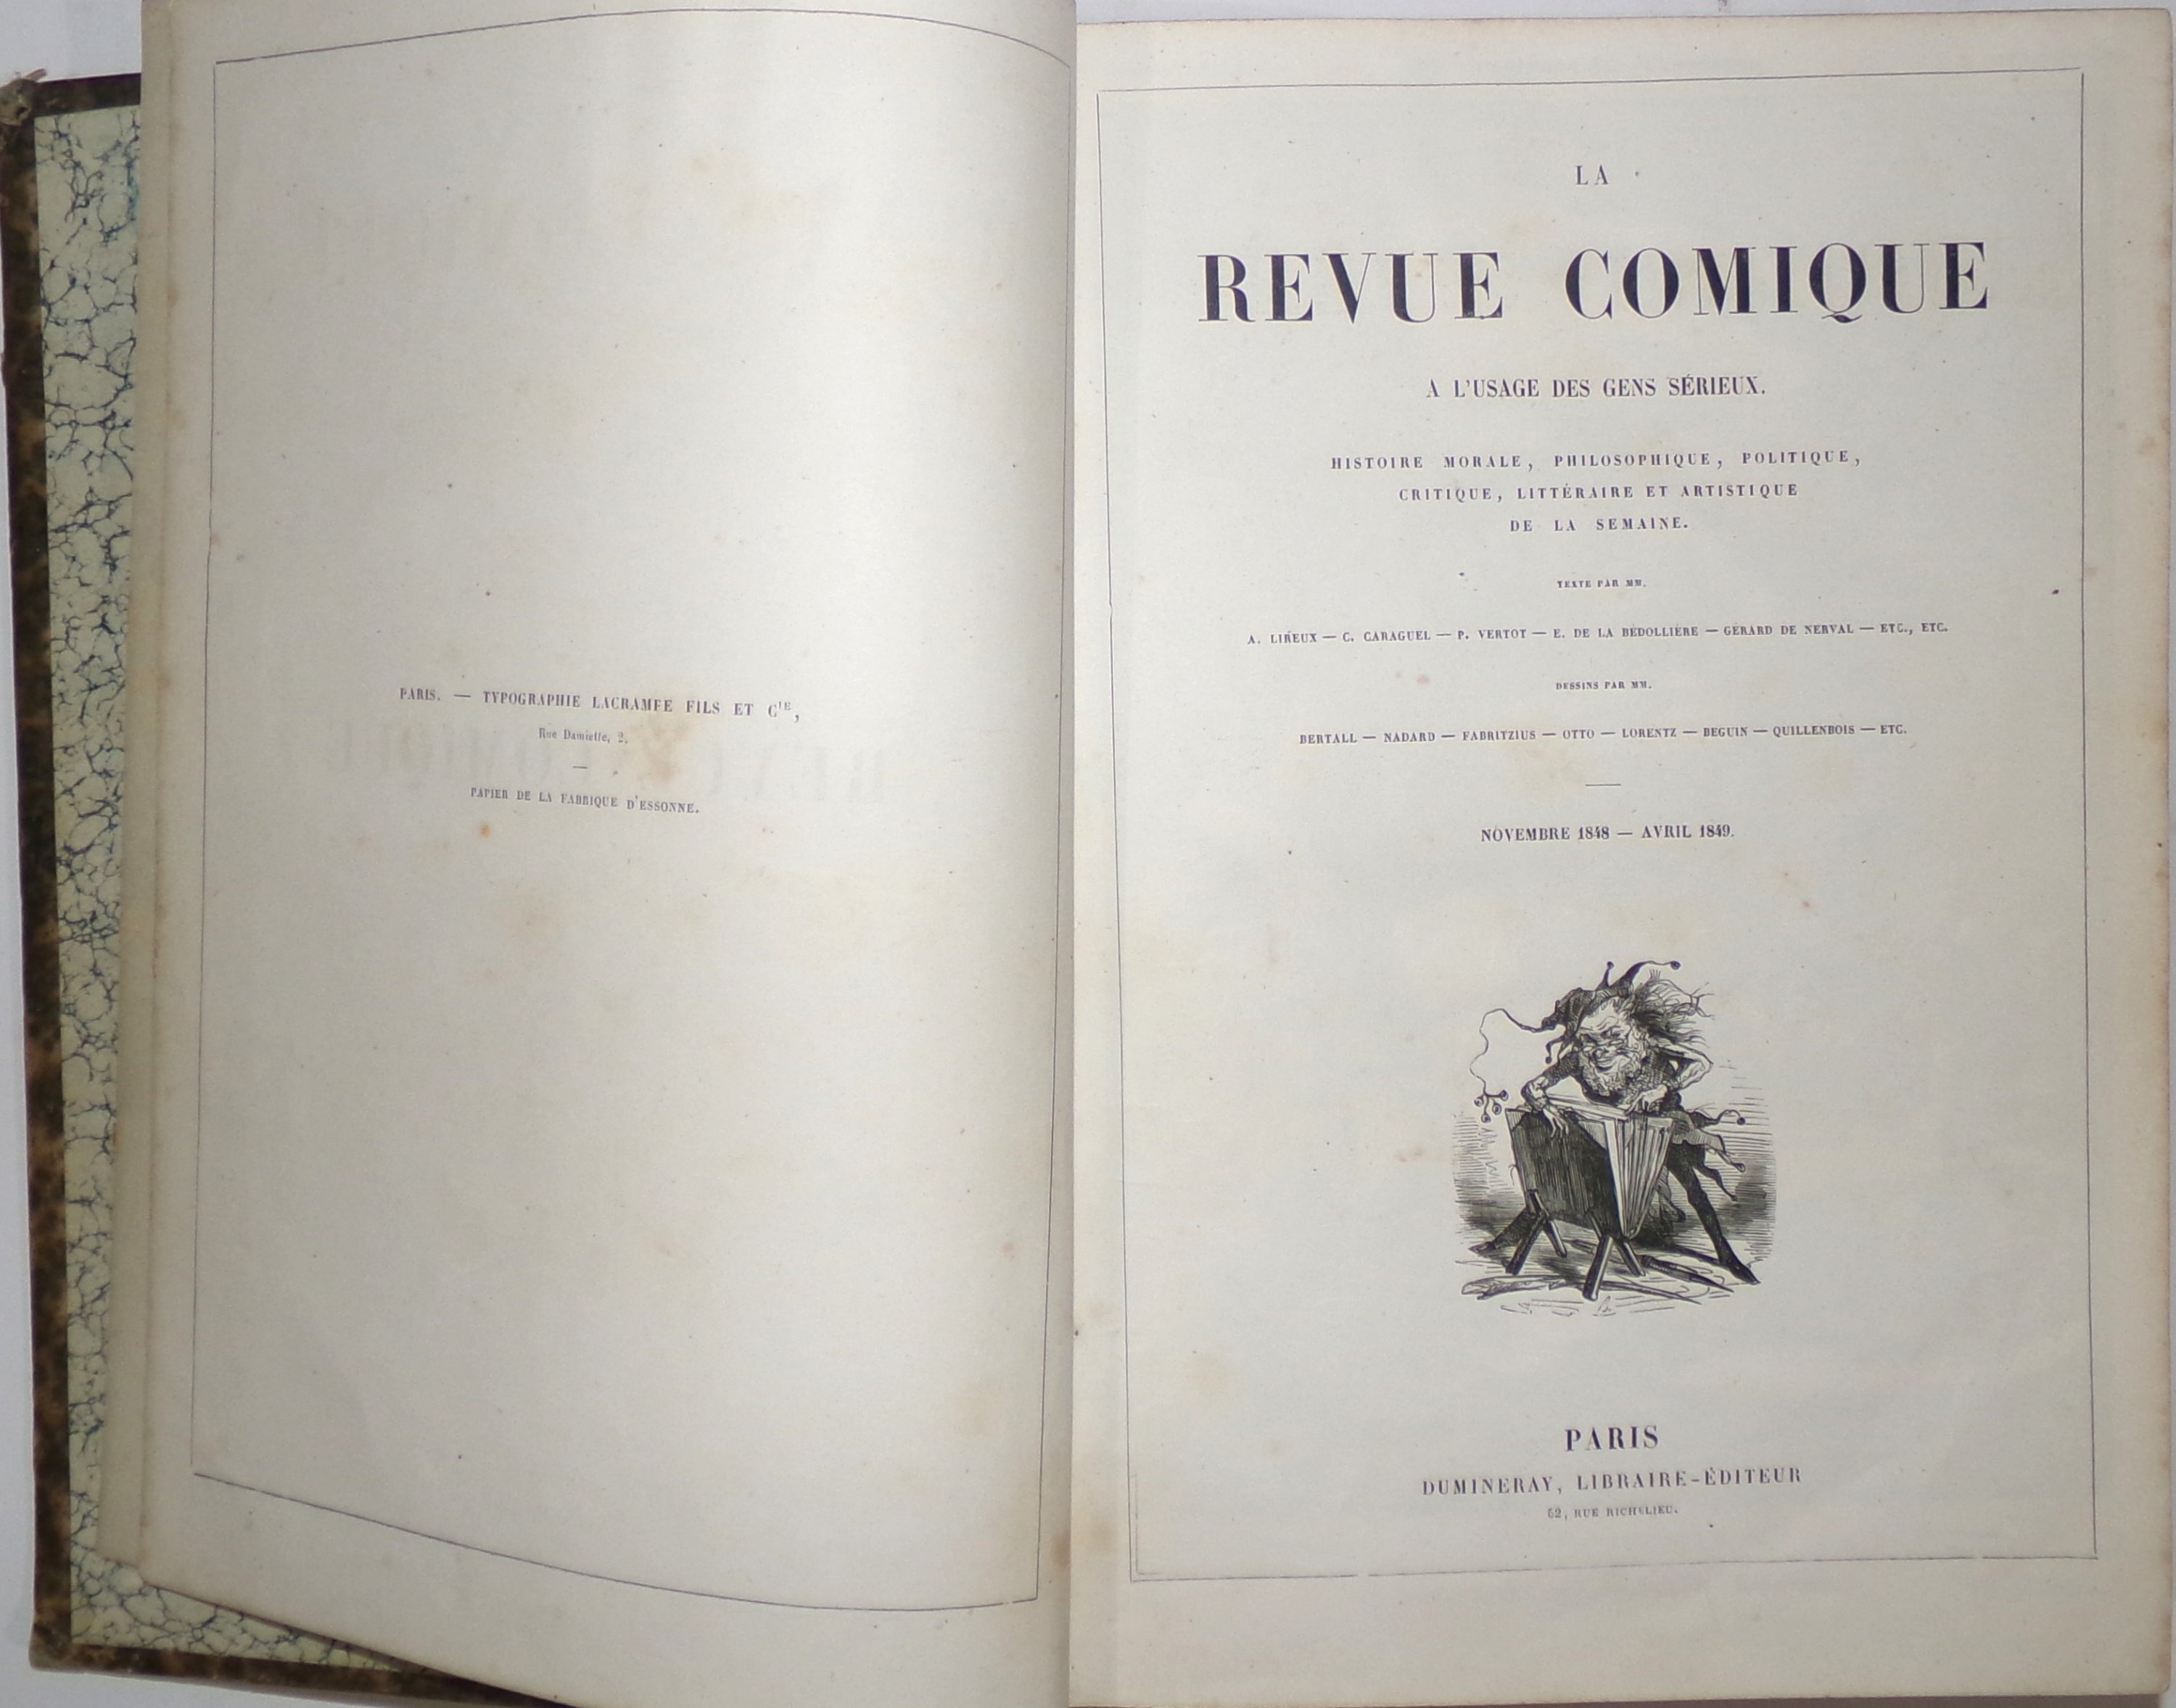 PARIS. — TYPOGRAPHIE LACRAMPE FILS ET CIE,
Rue Damiette, 2.
PAPIER DE LA FABRIQUE D'ESSONNE.
LA
REVUE COMIQUE
A L'USAGE DES GENS SÉRIEUX.
HISTOIRE MORALE, PHILOSOPHIQUE, POLITIQUE,
CRITIQUE, LITTÉRAIRE ET ARTISTIQUE
DE LA SEMAINE.
TEXTE PAR MM.
A. LIREUX — C. CARAGUEL — P. VERTOT — E. DE LA BÉDOLLIÈRE — GÉRARD DE NERVAL — ETC., ETC.
DESSINS PAR MM.
BERTALL — NADARD — FABRITZIUS — OTTO — LORENTZ — BEGUIN — QUILLENBOIS — ETC.
NOVEMBRE 1848 — AVRIL 1849.
PARIS
DUMINERAY, LIBRAIRE-ÉDITEUR
52, RUE RICHELIEU.